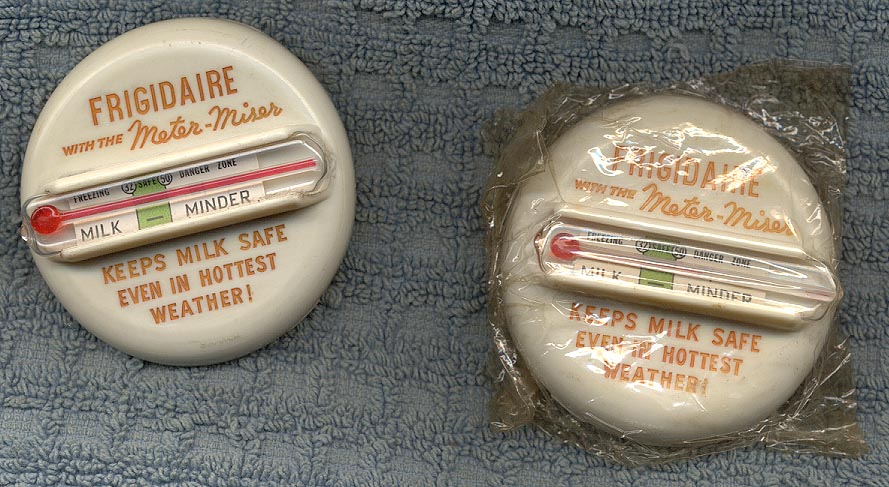 FRIGIDAIRE
WITH THE Meter-Miser
FREEZING 32 SAFE 50 DANGER ZONE
MILK MINDER
KEEPS MILK SAFE
EVEN IN HOTTEST
WEATHER!
FRIGIDAIRE
WITH THE Meter-Miser
FREEZING 32 SAFE 50 DANGER ZONE
MILK MINDER
KEEPS MILK SAFE
EVEN IN HOTTEST
WEATHER!